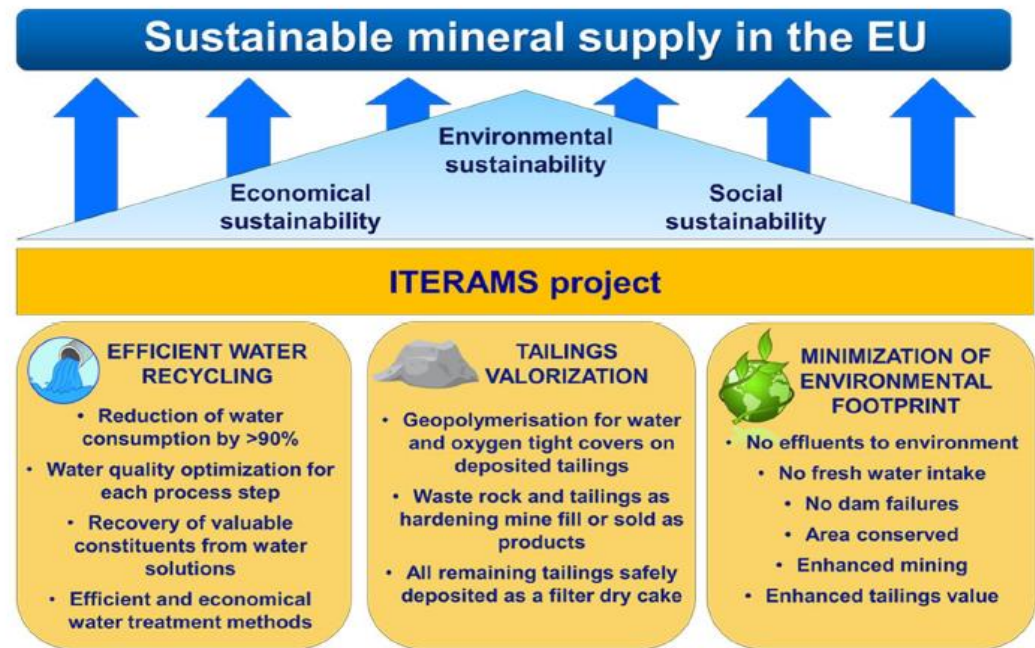 Sustainable mineral supply in the EU
Environmental
sustainability
Economical
sustainability
Social
sustainability
ITERAMS project
EFFICIENT WATER
RECYCLING
• Reduction of water
consumption by >90%
• Water quality optimization for
each process step
• Recovery of valuable
constituents from water
solutions
• Efficient and economical
water treatment methods
TAILINGS
VALORIZATION
• Geopolymerisation for water
and oxygen tight covers on
deposited tailings
• Waste rock and tailings as
hardening mine fill or sold as
products
• All remaining tailings safely
deposited as a filter dry cake
MINIMIZATION OF
ENVIRONMENTAL
FOOTPRINT
• No effluents to environment
• No fresh water intake
• No dam failures
• Area conserved
• Enhanced mining
• Enhanced tailings value